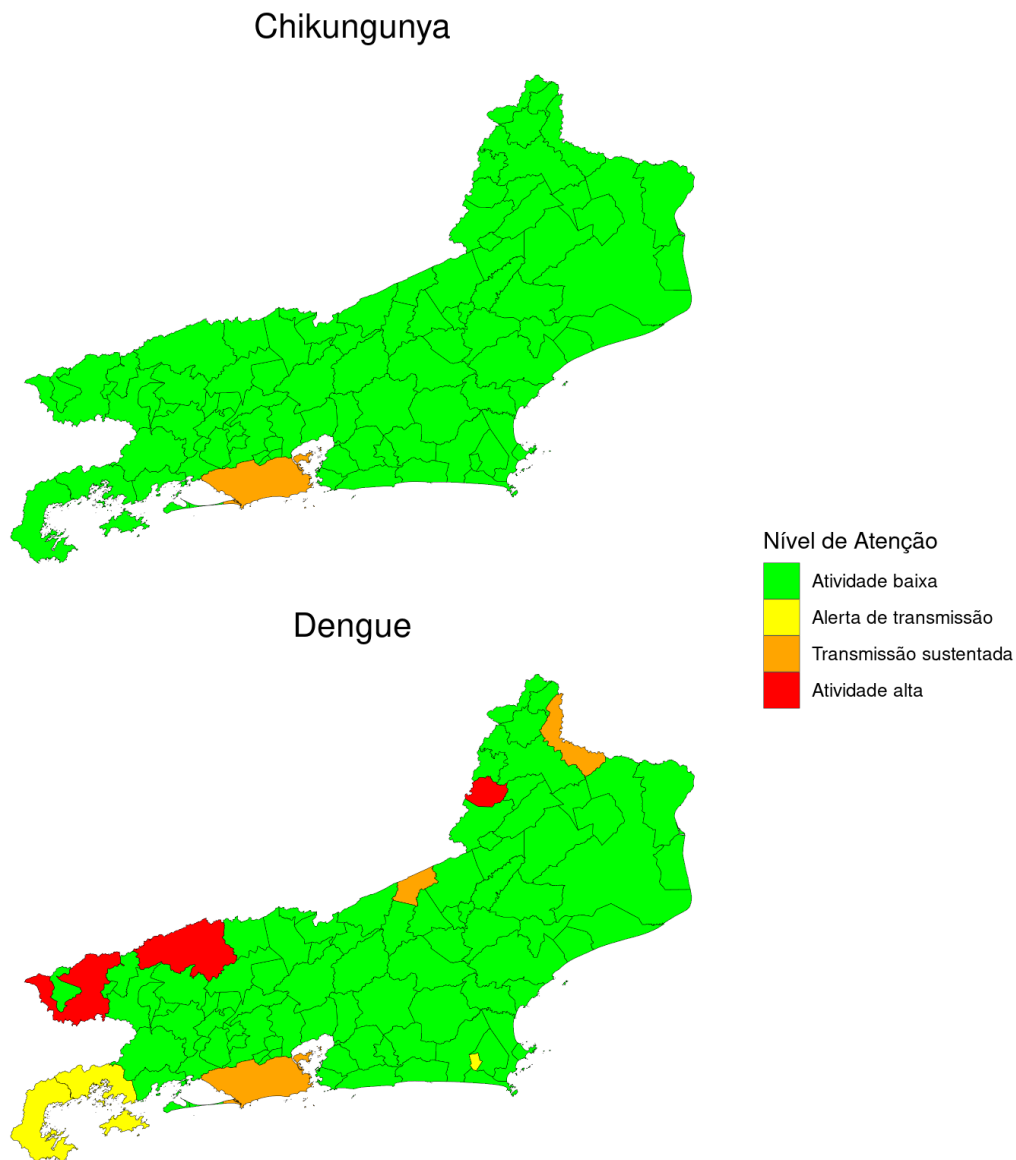 Chikungunya
Nível de Atenção
Atividade baixa
Alerta de transmissão
Transmissão sustentada
Atividade alta
Dengue